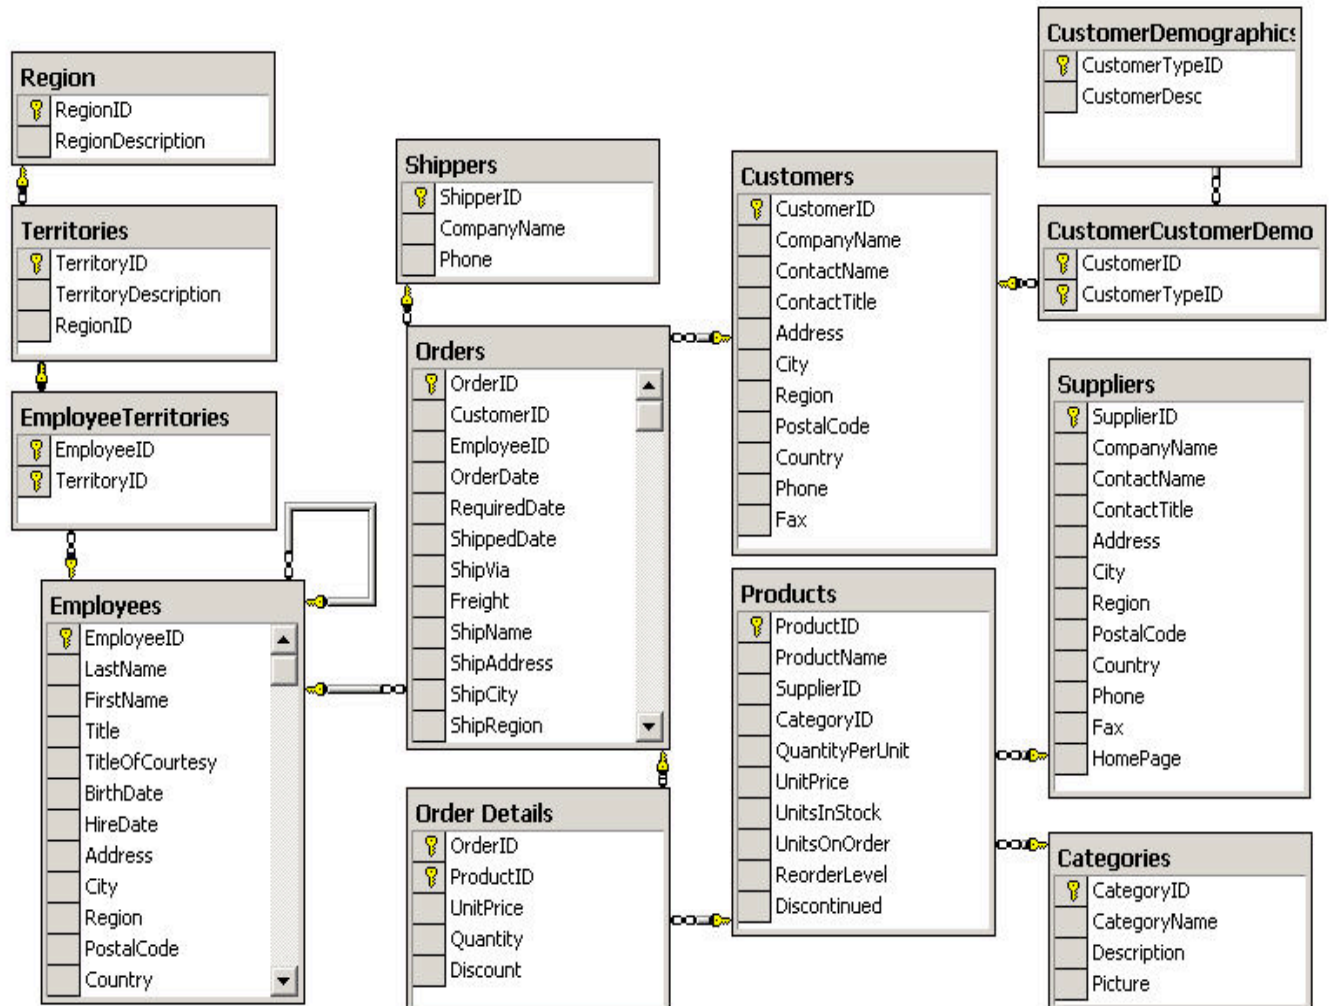 Region
RegionID
RegionDescription
Territories
TerritoryID
TerritoryDescription
RegionID
EmployeeTerritories
EmployeeID
TerritoryID
Employees
EmployeeID
LastName
FirstName
Title
TitleOfCourtesy
BirthDate
HireDate
Address
City
Region
PostalCode
Country
Shippers
ShipperID
CompanyName
Phone
Orders
OrderID
CustomerID
EmployeeID
OrderDate
RequiredDate
ShippedDate
ShipVia
Freight
ShipName
ShipAddress
ShipCity
ShipRegion
Order Details
OrderID
ProductID
UnitPrice
Quantity
Discount
Customers
CustomerID
CompanyName
ContactName
ContactTitle
Address
City
Region
PostalCode
Country
Phone
Fax
Products
ProductID
ProductName
SupplierID
CategoryID
QuantityPerUnit
UnitPrice
UnitsInStock
UnitsOnOrder
ReorderLevel
Discontinued
CustomerDemographics
CustomerTypeID
CustomerDesc
CustomerCustomerDemo
CustomerID
CustomerTypeID
Suppliers
SupplierID
CompanyName
ContactName
ContactTitle
Address
City
Region
PostalCode
Country
Phone
Fax
HomePage
Categories
CategoryID
CategoryName
Description
Picture